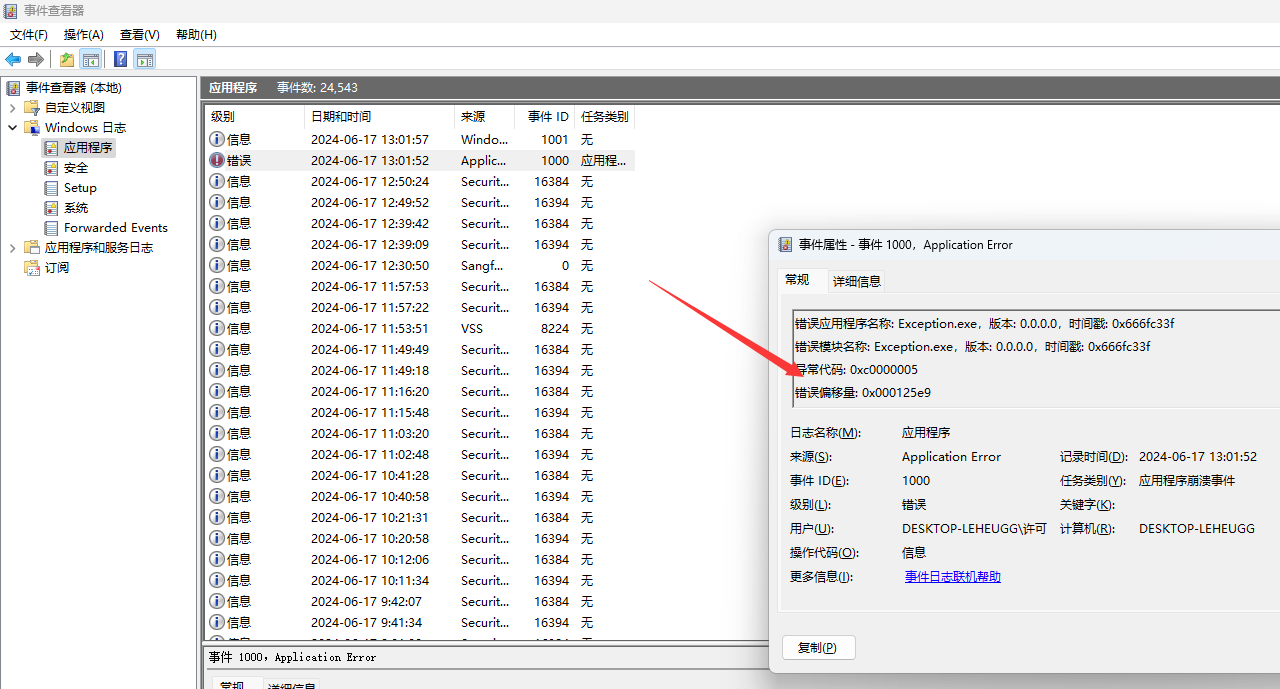 事件查看器
文件(F) 操作(A) 查看(V) 帮助(H)
事件查看器 (本地)
自定义视图
Windows 日志
应用程序
安全
Setup
系统
Forwarded Events
应用程序和服务日志
订阅
应用程序 事件数: 24,543
级别 日期和时间 来源 事件 ID 任务类别
信息 2024-06-17 13:01:57 Windo... 1001 无
错误 2024-06-17 13:01:52 Applic... 1000 应用程...
信息 2024-06-17 12:50:24 Securit... 16384 无
信息 2024-06-17 12:49:52 Securit... 16394 无
信息 2024-06-17 12:39:42 Securit... 16384 无
信息 2024-06-17 12:39:09 Securit... 16394 无
信息 2024-06-17 12:30:50 Sangf... 0 无
信息 2024-06-17 11:57:53 Securit... 16384 无
信息 2024-06-17 11:57:22 Securit... 16394 无
信息 2024-06-17 11:53:51 VSS 8224 无
信息 2024-06-17 11:49:49 Securit... 16384 无
信息 2024-06-17 11:49:18 Securit... 16394 无
信息 2024-06-17 11:16:20 Securit... 16384 无
信息 2024-06-17 11:15:48 Securit... 16394 无
信息 2024-06-17 11:03:20 Securit... 16384 无
信息 2024-06-17 11:02:48 Securit... 16394 无
信息 2024-06-17 10:41:28 Securit... 16384 无
信息 2024-06-17 10:40:58 Securit... 16394 无
信息 2024-06-17 10:21:31 Securit... 16384 无
信息 2024-06-17 10:20:58 Securit... 16394 无
信息 2024-06-17 10:12:06 Securit... 16384 无
信息 2024-06-17 10:11:34 Securit... 16394 无
信息 2024-06-17 9:42:07 Securit... 16384 无
信息 2024-06-17 9:41:34 Securit... 16394 无
事件 1000，Application Error
常规 详细信息
事件属性 - 事件 1000，Application Error
常规 详细信息
错误应用程序名称: Exception.exe，版本: 0.0.0.0，时间戳: 0x666fc33f
错误模块名称: Exception.exe，版本: 0.0.0.0，时间戳: 0x666fc33f
异常代码: 0xc0000005
错误偏移量: 0x000125e9
日志名称(M): 应用程序
来源(S): Application Error 记录时间(D): 2024-06-17 13:01:52
事件 ID(E): 1000 任务类别(Y): 应用程序崩溃事件
级别(L): 错误 关键字(K):
用户(U): DESKTOP-LEHEUGG\许可 计算机(R): DESKTOP-LEHEUGG
操作代码(O): 信息
更多信息(I): 事件日志联机帮助
复制(P)